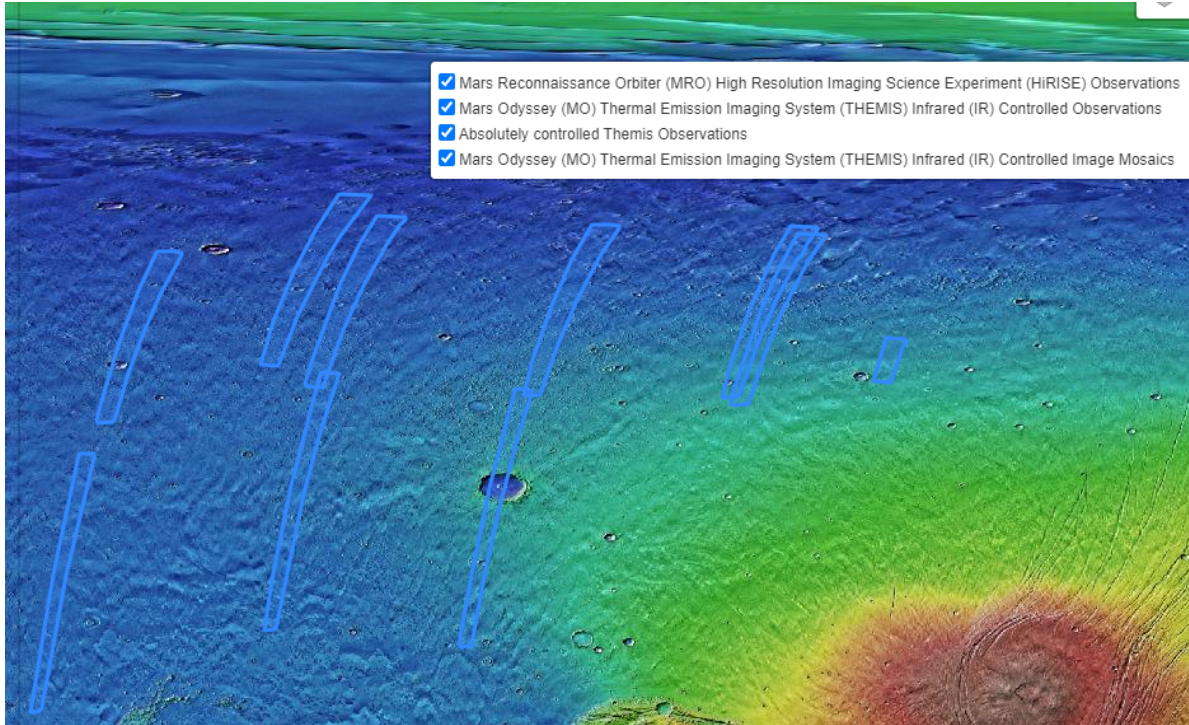 Mars Reconnaissance Orbiter (MRO) High Resolution Imaging Science Experiment (HiRISE) Observations
Mars Odyssey (MO) Thermal Emission Imaging System (THEMIS) Infrared (IR) Controlled Observations
Absolutely controlled Themis Observations
Mars Odyssey (MO) Thermal Emission Imaging System (THEMIS) Infrared (IR) Controlled Image Mosaics